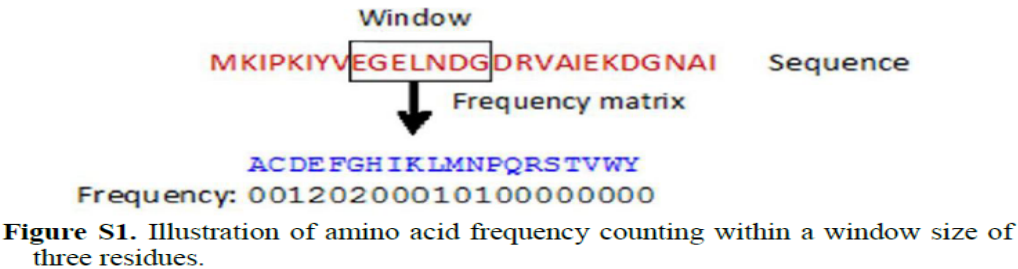 Window
MKIPKIYVEGELNDGDRVAIEKDGNAI Sequence
Frequency matrix
ACDEFGHIKLMNPQRSTVWY
Frequency: 00120200010100000000
Figure S1. Illustration of amino acid frequency counting within a window size of
three residues.